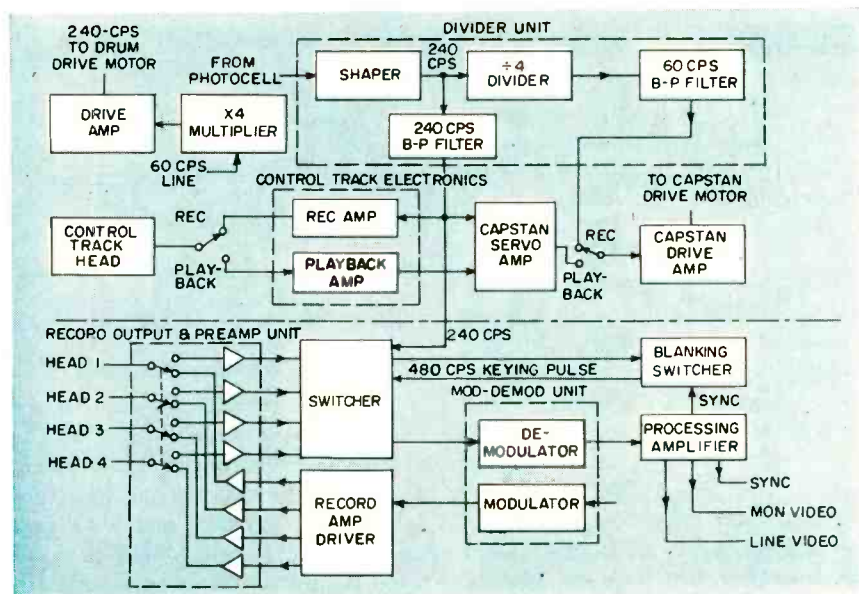 DIVIDER UNIT
240-CPS
TO DRUM
DRIVE MOTOR
FROM
PHOTOCELL
SHAPER
240
CPS
÷4
DIVIDER
60 CPS
B-P FILTER
DRIVE
AMP
X4
MULTIPLIER
240 CPS
B-P FILTER
60 CPS
LINE
CONTROL TRACK ELECTRONICS
TO CAPSTAN
DRIVE MOTOR
CONTROL
TRACK
HEAD
REC
PLAY-
BACK
REC AMP
PLAYBACK
AMP
CAPSTAN
SERVO
AMP
REC
PLAY-
BACK
CAPSTAN
DRIVE
AMP
RECORD OUTPUT & PREAMP UNIT
240 CPS
HEAD 1
HEAD 2
HEAD 3
HEAD 4
SWITCHER
480 CPS KEYING PULSE
BLANKING
SWITCHER
MOD-DEMOD UNIT
SYNC
DE-
MODULATOR
PROCESSING
AMPLIFIER
RECORD
AMP
DRIVER
MODULATOR
SYNC
MON VIDEO
LINE VIDEO